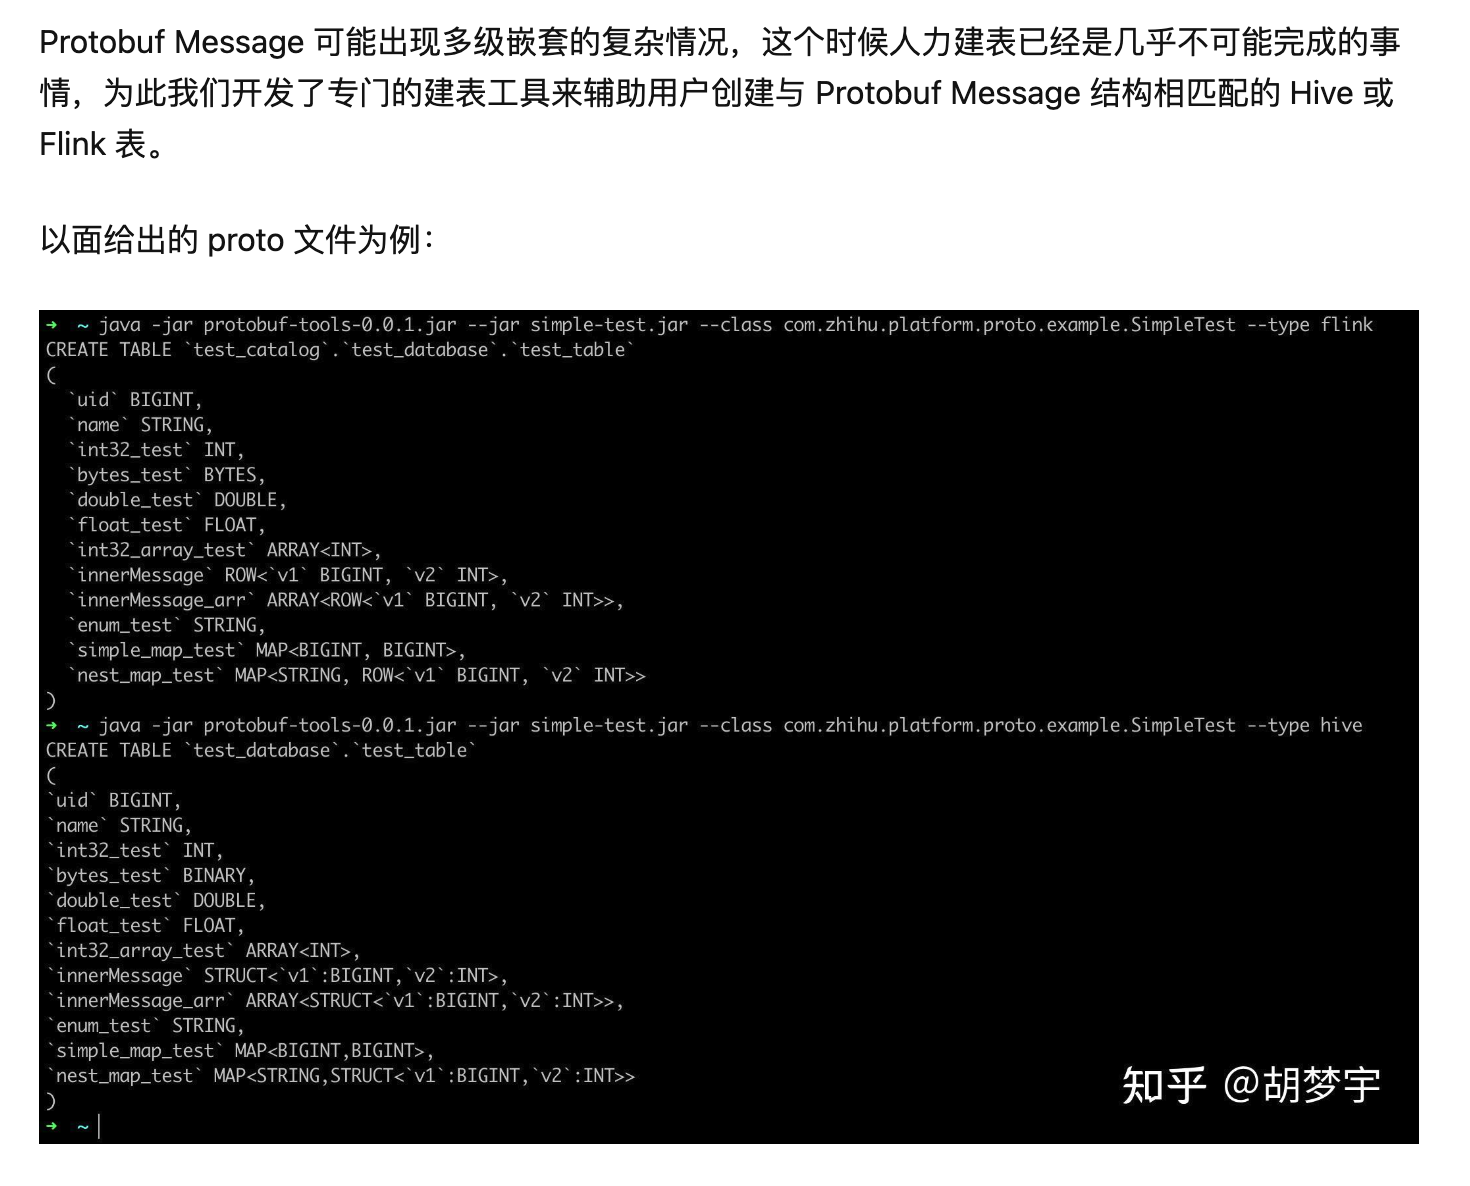 Protobuf Message 可能出现多级嵌套的复杂情况，这个时候人力建表已经是几乎不可能完成的事
情，为此我们开发了专门的建表工具来辅助用户创建与 Protobuf Message 结构相匹配的 Hive 或
Flink 表。
以面给出的 proto 文件为例：
➜  ~ java -jar protobuf-tools-0.0.1.jar --jar simple-test.jar --class com.zhihu.platform.proto.example.SimpleTest --type flink
CREATE TABLE `test_catalog`.`test_database`.`test_table`
(
  `uid` BIGINT,
  `name` STRING,
  `int32_test` INT,
  `bytes_test` BYTES,
  `double_test` DOUBLE,
  `float_test` FLOAT,
  `int32_array_test` ARRAY<INT>,
  `innerMessage` ROW<`v1` BIGINT, `v2` INT>,
  `innerMessage_arr` ARRAY<ROW<`v1` BIGINT, `v2` INT>>,
  `enum_test` STRING,
  `simple_map_test` MAP<BIGINT, BIGINT>,
  `nest_map_test` MAP<STRING, ROW<`v1` BIGINT, `v2` INT>>
)
➜  ~ java -jar protobuf-tools-0.0.1.jar --jar simple-test.jar --class com.zhihu.platform.proto.example.SimpleTest --type hive
CREATE TABLE `test_database`.`test_table`
(
`uid` BIGINT,
`name` STRING,
`int32_test` INT,
`bytes_test` BINARY,
`double_test` DOUBLE,
`float_test` FLOAT,
`int32_array_test` ARRAY<INT>,
`innerMessage` STRUCT<`v1`:BIGINT,`v2`:INT>,
`innerMessage_arr` ARRAY<STRUCT<`v1`:BIGINT,`v2`:INT>>,
`enum_test` STRING,
`simple_map_test` MAP<BIGINT,BIGINT>,
`nest_map_test` MAP<STRING,STRUCT<`v1`:BIGINT,`v2`:INT>>
)
➜  ~
知乎 @胡梦宇